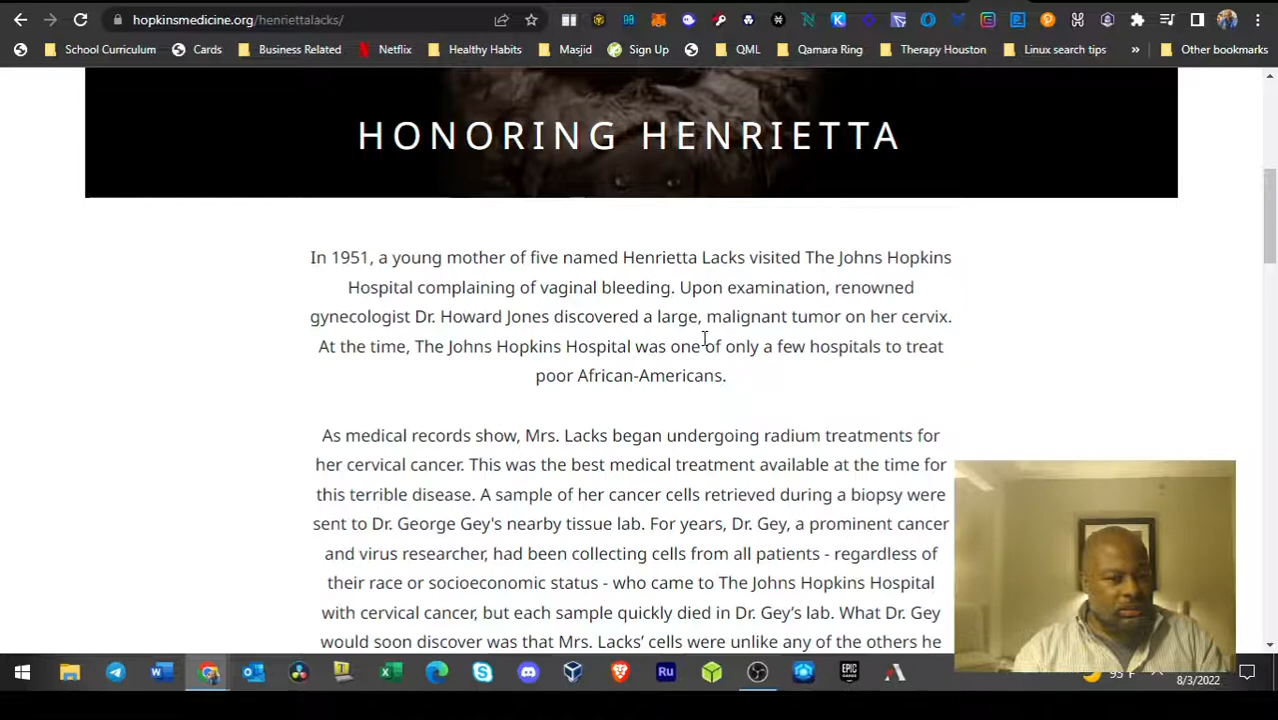 hopkinsmedicine.org/henriettalacks/
School Curriculum Cards Business Related Netflix Healthy Habits Masjid Sign Up QML Qamara Ring Therapy Houston Linux search tips » Other bookmarks
HONORING HENRIETTA
In 1951, a young mother of five named Henrietta Lacks visited The Johns Hopkins
Hospital complaining of vaginal bleeding. Upon examination, renowned
gynecologist Dr. Howard Jones discovered a large, malignant tumor on her cervix.
At the time, The Johns Hopkins Hospital was one of only a few hospitals to treat
poor African-Americans.
As medical records show, Mrs. Lacks began undergoing radium treatments for
her cervical cancer. This was the best medical treatment available at the time for
this terrible disease. A sample of her cancer cells retrieved during a biopsy were
sent to Dr. George Gey's nearby tissue lab. For years, Dr. Gey, a prominent cancer
and virus researcher, had been collecting cells from all patients - regardless of
their race or socioeconomic status - who came to The Johns Hopkins Hospital
with cervical cancer, but each sample quickly died in Dr. Gey's lab. What Dr. Gey
would soon discover was that Mrs. Lacks' cells were unlike any of the others he
Ru
EPIC
GAMES
93°F
8/3/2022